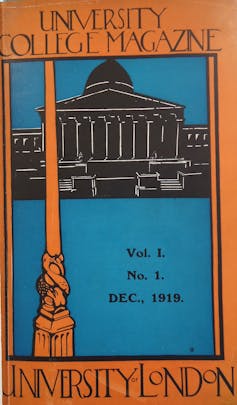 UNIVERSITY
COLLEGE MAGAZINE
Vol. I.
No. 1.
DEC., 1919.
UNIVERSITY OF LONDON